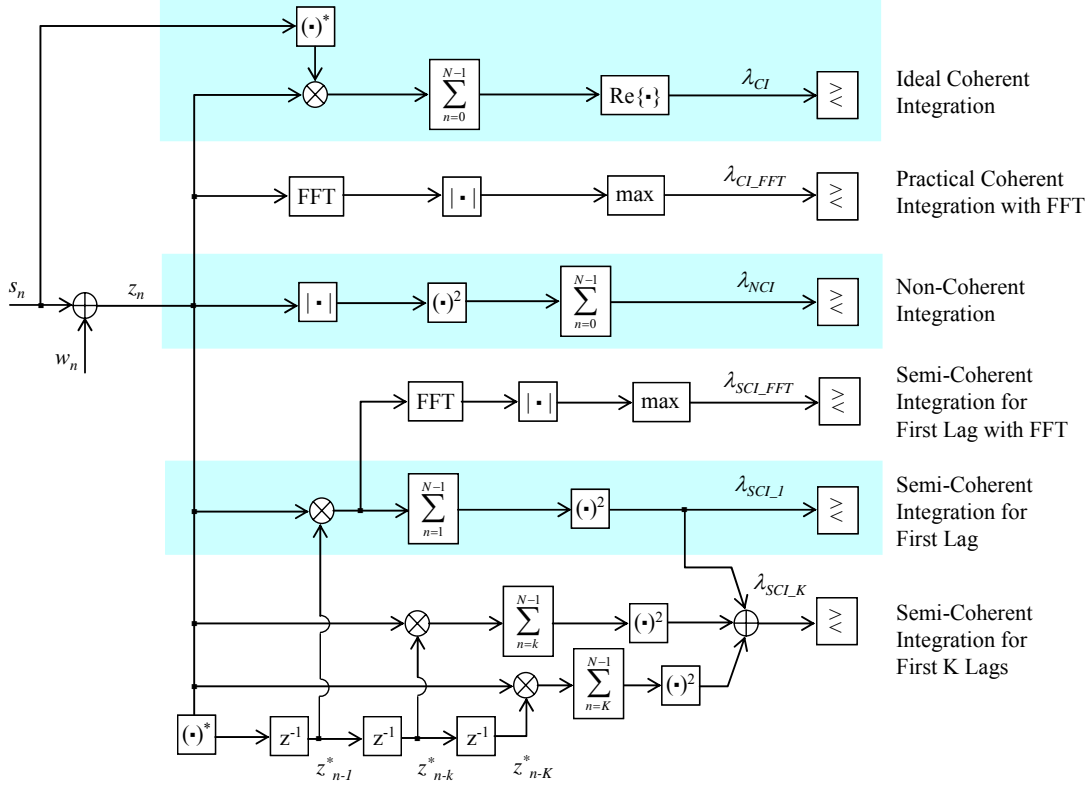 (·)*
N−1
∑
n=0
Re{·}
λCI
≷
Ideal Coherent
Integration
FFT
|·|
max
λCI_FFT
≷
Practical Coherent
Integration with FFT
sn
zn
wn
|·|
(·)2
N−1
∑
n=0
λNCI
≷
Non-Coherent
Integration
FFT
|·|
max
λSCI_FFT
≷
Semi-Coherent
Integration for
First Lag with FFT
N−1
∑
n=1
(·)2
λSCI_1
≷
Semi-Coherent
Integration for
First Lag
N−1
∑
n=k
(·)2
λSCI_K
≷
Semi-Coherent
Integration for
First K Lags
N−1
∑
n=K
(·)2
(·)*
z-1
z-1
z-1
z*n-1
z*n-k
z*n-K